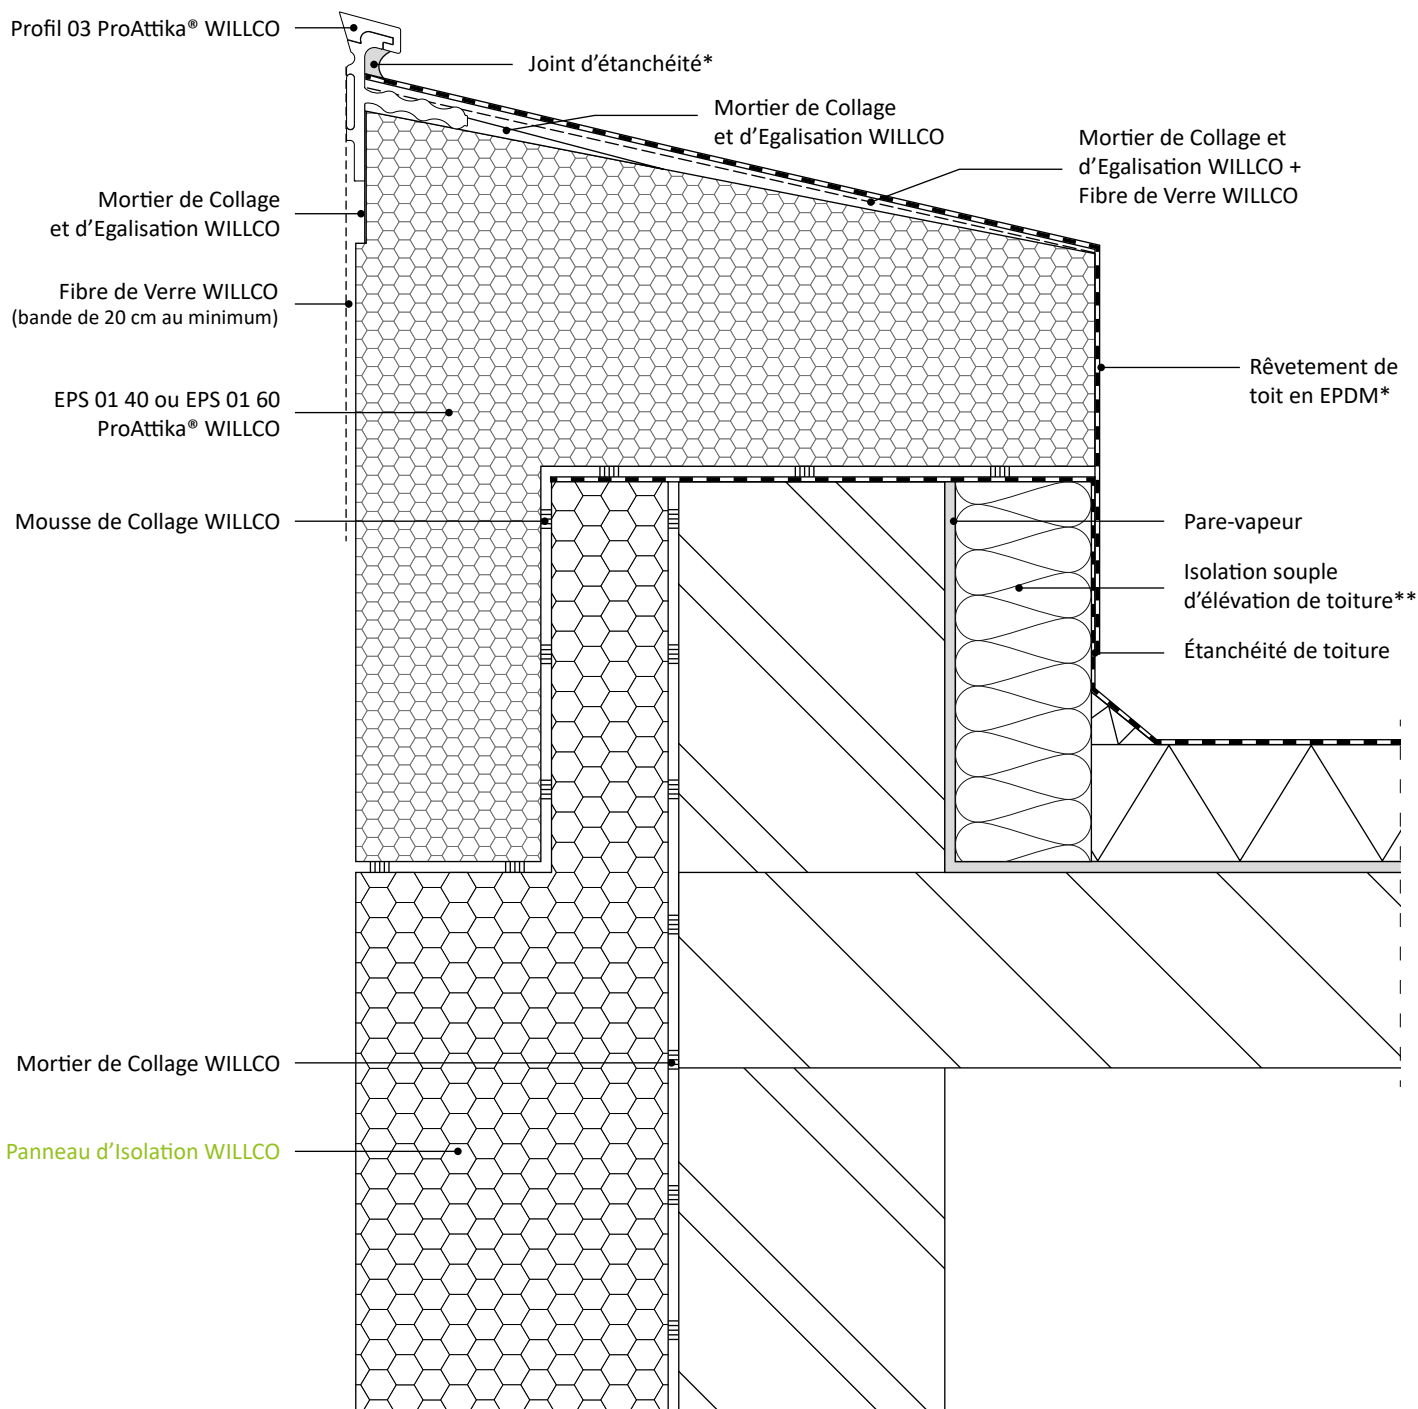 Profil 03 ProAttika® WILLCO
Joint d’étanchéité*
Mortier de Collage
et d’Egalisation WILLCO
Mortier de Collage et
d’Egalisation WILLCO +
Fibre de Verre WILLCO
Mortier de Collage
et d’Egalisation WILLCO
Fibre de Verre WILLCO
(bande de 20 cm au minimum)
Rêvetement de
toit en EPDM*
EPS 01 40 ou EPS 01 60
ProAttika® WILLCO
Mousse de Collage WILLCO
Pare-vapeur
Isolation souple
d’élévation de toiture**
Étanchéité de toiture
Mortier de Collage WILLCO
Panneau d’Isolation WILLCO